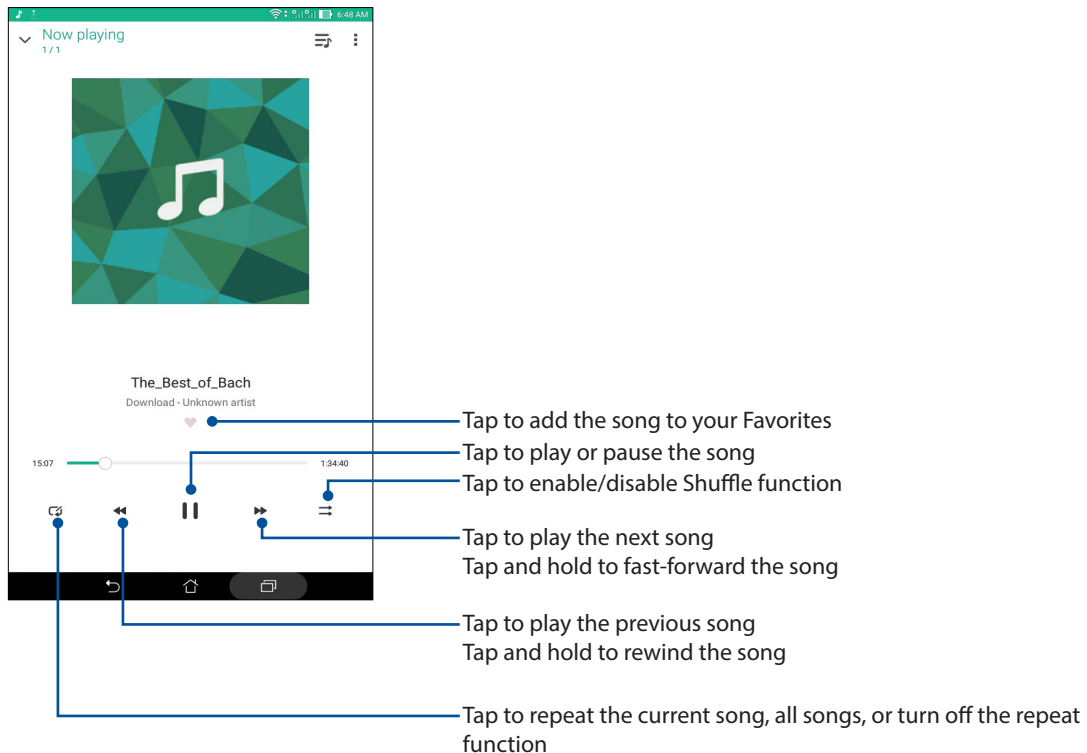 6:48 AM
Now playing
1 / 1
The_Best_of_Bach
Download - Unknown artist
Tap to add the song to your Favorites
Tap to play or pause the song
15:07
1:34:40
Tap to enable/disable Shuffle function
Tap to play the next song
Tap and hold to fast-forward the song
Tap to play the previous song
Tap and hold to rewind the song
Tap to repeat the current song, all songs, or turn off the repeat
function